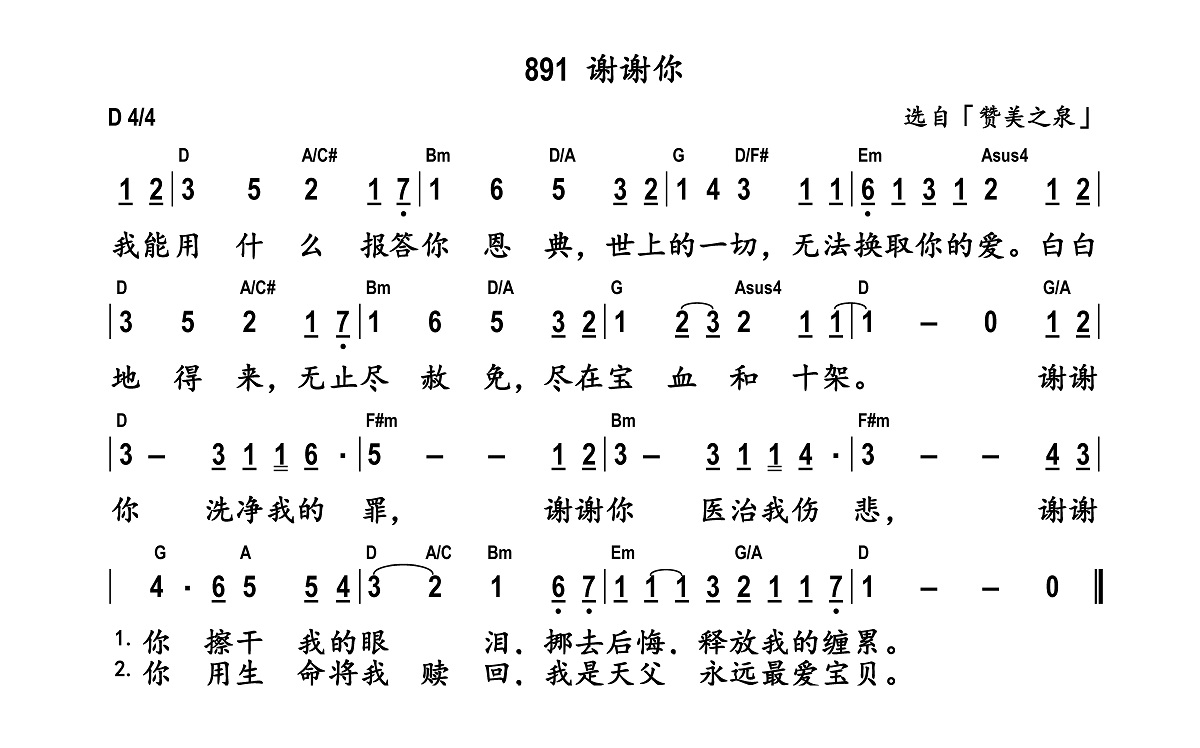 891 谢谢你
D 4/4 选自「赞美之泉」
D A/C# Bm D/A G D/F# Em Asus4
1 2 | 3 5 2 1 7 | 1 6 5 3 2 | 1 4 3 1 1 | 6 1 3 1 2 1 2 |
我能用 什 么 报答你 恩 典，世上的一切，无法换取你的爱。白白
D A/C# Bm D/A G Asus4 D G/A
| 3 5 2 1 7 | 1 6 5 3 2 | 1 2 3 2 1 1 | 1 – 0 1 2 |
地 得 来，无止尽 赦 免，尽在宝 血 和 十架。 谢谢
D F#m Bm F#m
| 3 – 3 1 1 6 · | 5 – – 1 2 | 3 – 3 1 1 4 · | 3 – – 4 3 |
你 洗净我的 罪， 谢谢你 医治我伤 悲， 谢谢
G A D A/C Bm Em G/A D
| 4 · 6 5 5 4 | 3 2 1 6 7 | 1 1 1 3 2 1 1 7 | 1 – – 0 ‖
1. 你 擦干 我的眼 泪．挪去后悔．释放我的缠累。
2. 你 用生 命将我 赎 回．我是天父 永远最爱宝贝。